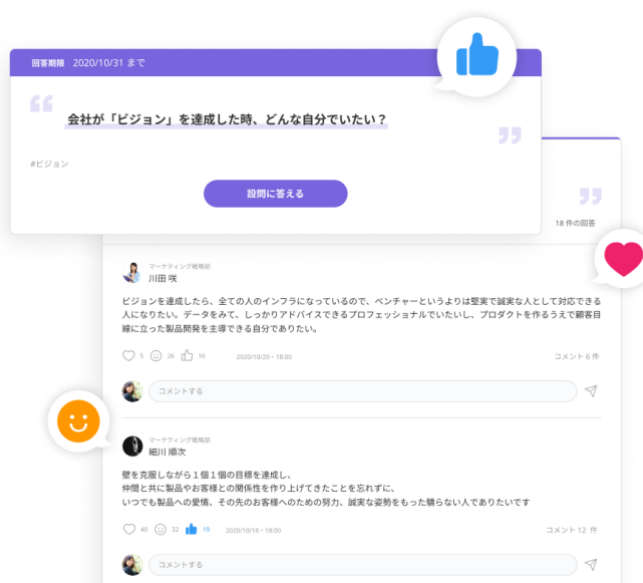 回答期限 2020/10/31 まで
会社が「ビジョン」を達成した時、どんな自分でいたい？
#ビジョン
設問に答える
18 件の回答
マーケティング戦略部
川田 咲
ビジョンを達成したら、全ての人のインフラになっているので、ベンチャーというよりは堅実で誠実な人として対応できる
人になりたい。データをみて、しっかりアドバイスできるプロフェッショナルでいたいし、プロダクトを作るうえで顧客目
線に立った製品開発を主導できる自分でありたい。
5 26 16 2020/10/20・18:00 コメント 6 件
コメントする
マーケティング戦略部
細川 順次
壁を克服しながら１個１個の目標を達成し、
仲間と共に製品やお客様との関係性を作り上げてきたことを忘れずに、
いつでも製品への愛情、その先のお客様へのための努力、誠実な姿勢をもった驕らない人でありたいです
46 32 19 2020/10/18・18:00 コメント 12 件
コメントする